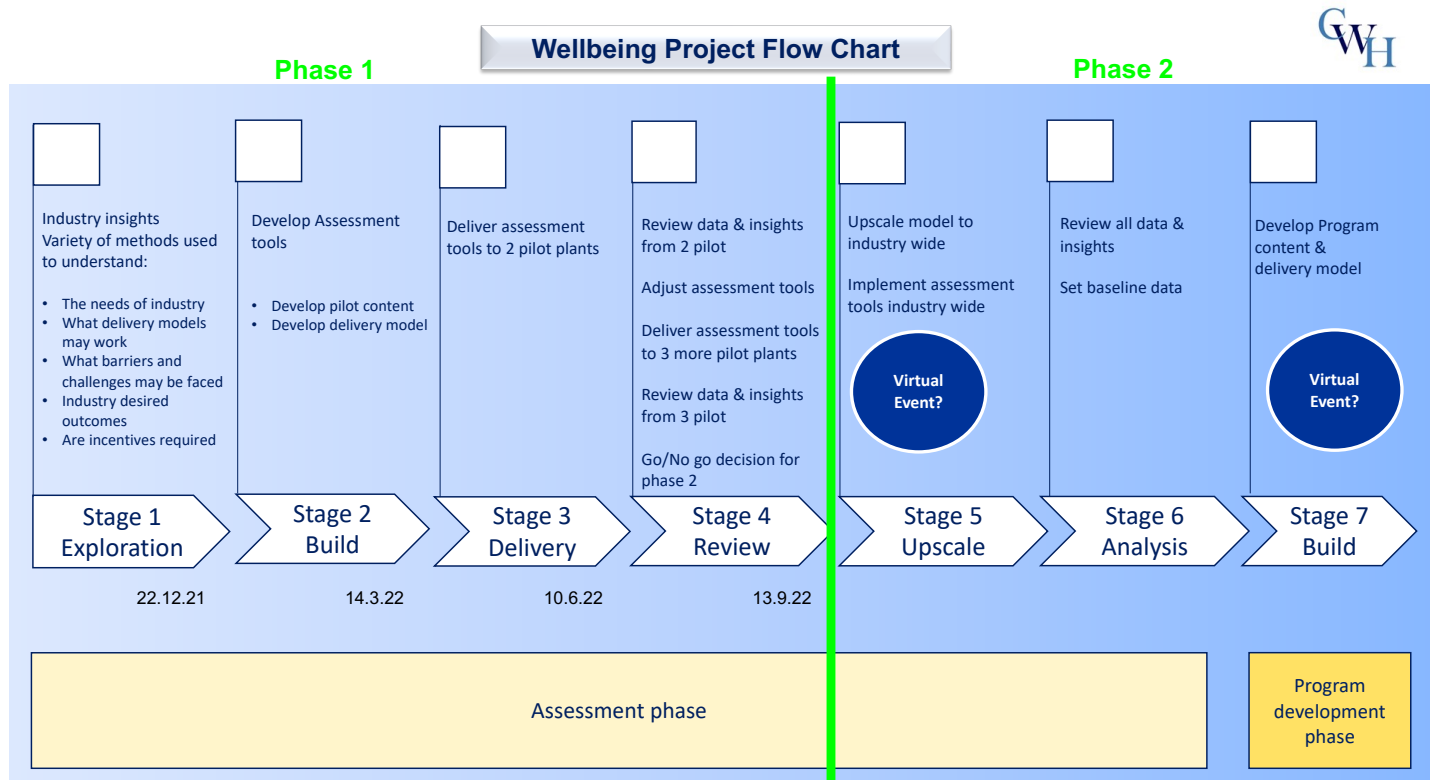 Wellbeing Project Flow Chart
CWH
Phase 1
Phase 2
Industry insights
Variety of methods used
to understand:
• The needs of industry
• What delivery models
may work
• What barriers and
challenges may be faced
• Industry desired
outcomes
• Are incentives required
Develop Assessment
tools
• Develop pilot content
• Develop delivery model
Deliver assessment
tools to 2 pilot plants
Review data & insights
from 2 pilot
Adjust assessment tools
Deliver assessment tools
to 3 more pilot plants
Review data & insights
from 3 pilot
Go/No go decision for
phase 2
Upscale model to
industry wide
Implement assessment
tools industry wide
Virtual
Event?
Review all data &
insights
Set baseline data
Develop Program
content &
delivery model
Virtual
Event?
Stage 1
Exploration
Stage 2
Build
Stage 3
Delivery
Stage 4
Review
Stage 5
Upscale
Stage 6
Analysis
Stage 7
Build
22.12.21
14.3.22
10.6.22
13.9.22
Assessment phase
Program
development
phase